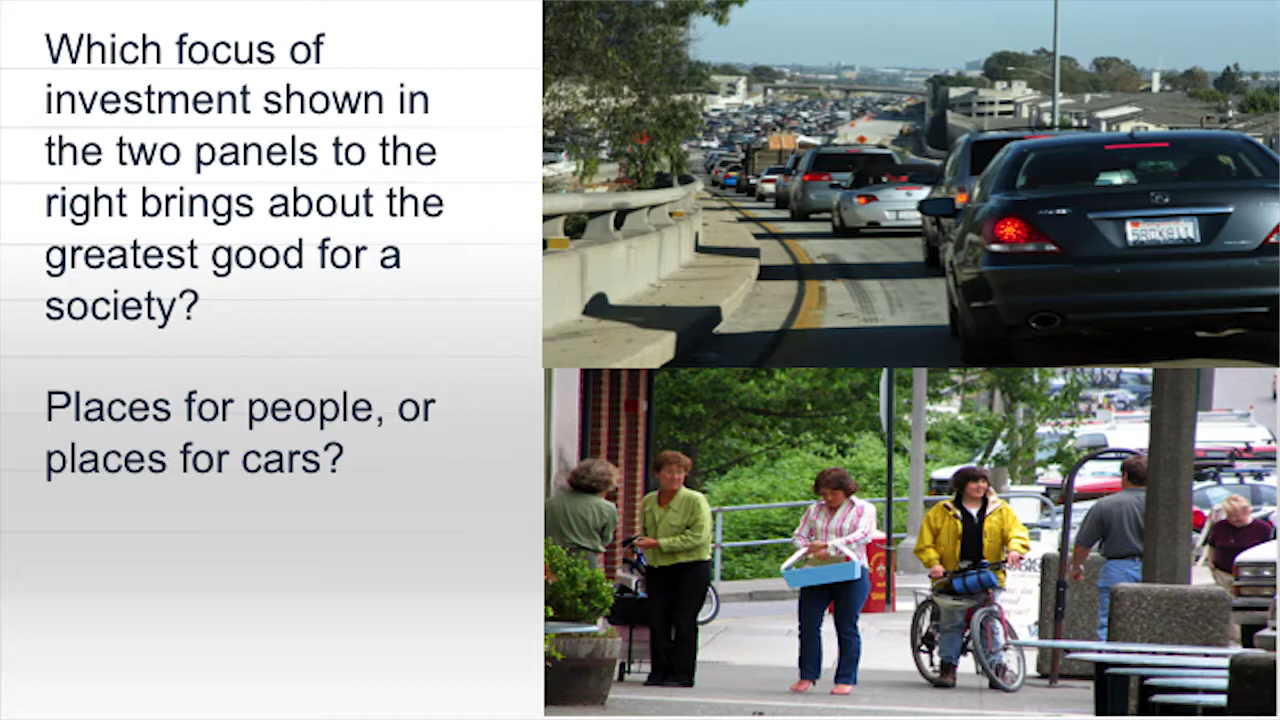 Which focus of
investment shown in
the two panels to the
right brings about the
greatest good for a
society?
Places for people, or
places for cars?